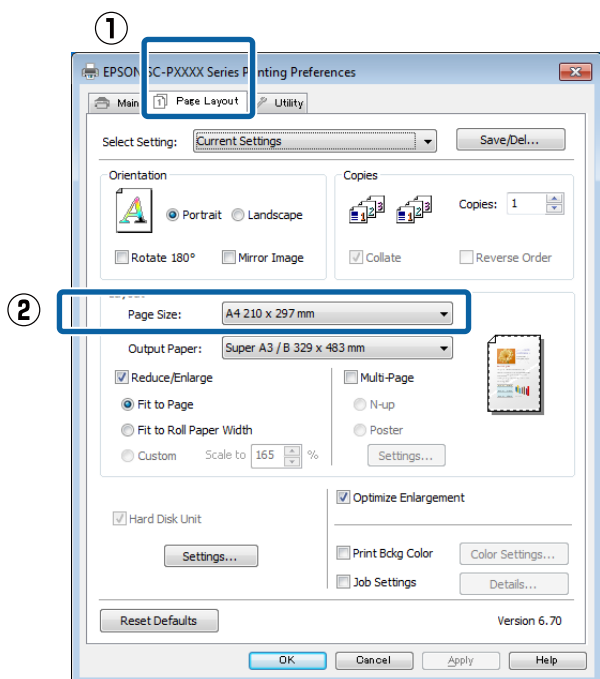 ①
EPSON SC-PXXXX Series Printing Preferences
Main Page Layout Utility
Select Setting: Current Settings Save/Del...
Orientation Copies
Portrait Landscape Copies: 1
Rotate 180° Mirror Image Collate Reverse Order
②
Page Size: A4 210 x 297 mm
Output Paper: Super A3 / B 329 x 483 mm
Reduce/Enlarge Multi-Page
Fit to Page N-up
Fit to Roll Paper Width Poster
Custom Scale to 165 % Settings...
Optimize Enlargement
Hard Disk Unit
Settings... Print Bckg Color Color Settings...
Job Settings Details...
Reset Defaults Version 6.70
OK Cancel Apply Help